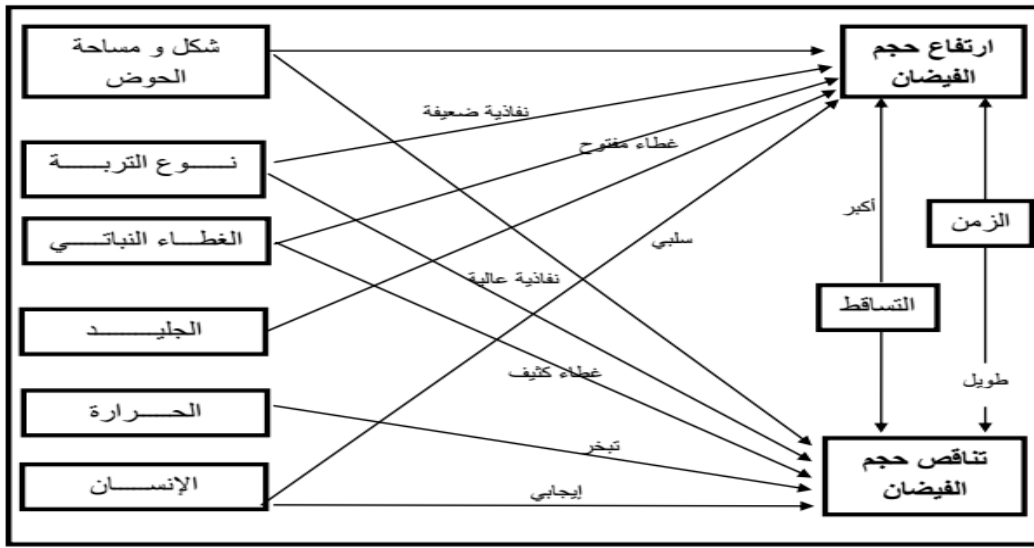 شكل و مساحة
الحوض
ارتفاع حجم
الفيضان
نفاذية ضعيفة
نوع التربة
غطاء مفتوح
الغطاء النباتي
أكبر
الزمن
سلبي
نفاذية عالية
التساقط
الجليد
غطاء كثيف
طويل
الحرارة
تبخر
تناقص حجم
الفيضان
الإنسان
إيجابي